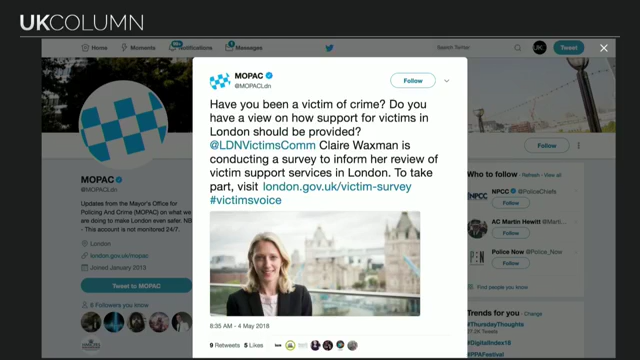 UKCOLUMN
Home
Moments
Notifications
Messages
Search Twitter
UK
Tweet
MOPAC
@MOPACLdn
Follow
Have you been a victim of crime? Do you
have a view on how support for victims in
London should be provided?
@LDNVictimsComm Claire Waxman is
conducting a survey to inform her review of
victim support services in London. To take
part, visit london.gov.uk/victim-survey
#victimsvoice
8:35 AM - 4 May 2018
9 Retweets 5 Likes
MOPAC
@MOPACLdn
Updates from the Mayor's Office for
Policing And Crime (MOPAC) on what we
are doing to make London even safer. NB
- This account is not monitored 24/7.
London
london.gov.uk/mopac
Joined January 2013
Tweet to MOPAC
6 Followers you know
Follow
Who to follow · Refresh · View all
NPCC @PoliceChiefs
Follow
AC Martin Hewitt @Marti...
Follow
Police Now @Police_Now
Follow
Find people you know
Trends for you · Change
#ThursdayThoughts
#DigitalIndex18
#PPAFestival